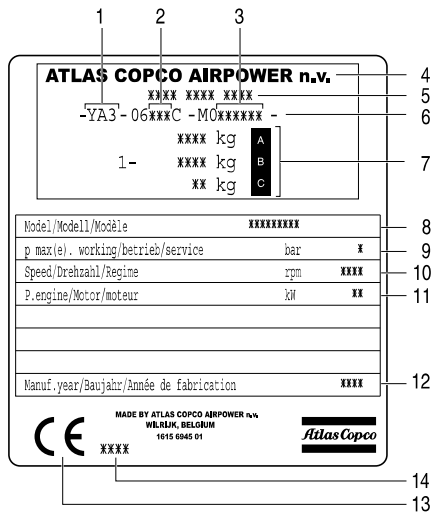 1 2 3
ATLAS COPCO AIRPOWER n.v. 4
**** **** **** 5
-YA3-06***C -M0****** - 6
**** kg A
1- **** kg B 7
** kg C
Model/Modell/Modèle ********* 8
p max(e). working/betrieb/service bar * 9
Speed/Drehzahl/Regime rpm **** 10
P.engine/Motor/moteur kW ** 11
Manuf.year/Baujahr/Année de fabrication **** 12
MADE BY ATLAS COPCO AIRPOWER n.v.
WILRIJK, BELGIUM
1615 6945 01
CE **** Atlas Copco
14
13